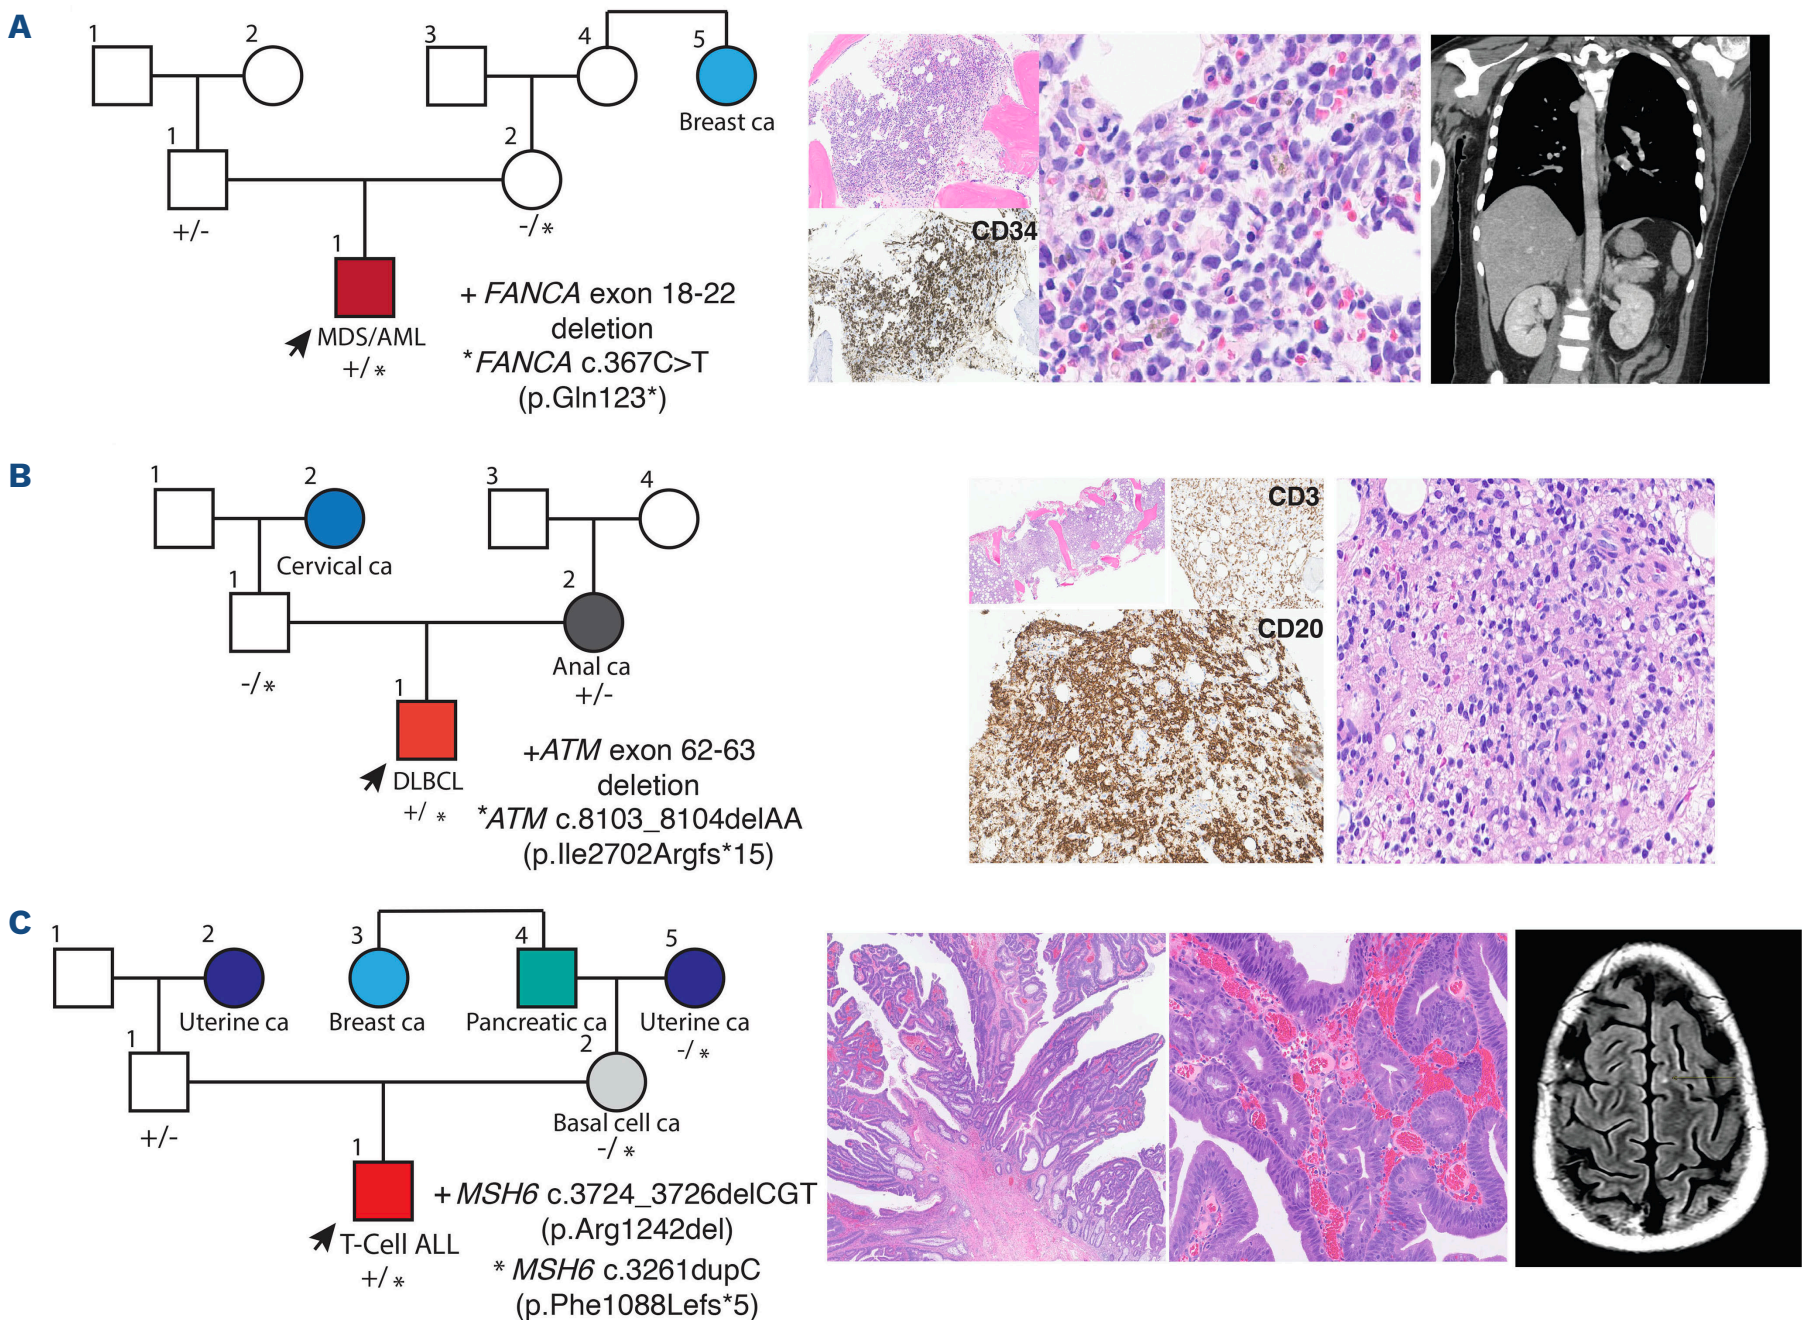 A
1
2
3
4
5
Breast ca
1
2
+/-
-/*
1
MDS/AML
+/*
+ FANCA exon 18-22
deletion
*FANCA c.367C>T
(p.Gln123*)
CD34
B
1
2
3
4
Cervical ca
1
2
-/*
Anal ca
+/-
1
DLBCL
+/ *
+ATM exon 62-63
deletion
*ATM c.8103_8104delAA
(p.Ile2702Argfs*15)
CD3
CD20
C
1
2
3
4
5
Uterine ca
Breast ca
Pancreatic ca
Uterine ca
-/*
1
2
+/-
Basal cell ca
-/*
1
T-Cell ALL
+/*
+ MSH6 c.3724_3726delCGT
(p.Arg1242del)
* MSH6 c.3261dupC
(p.Phe1088Lefs*5)